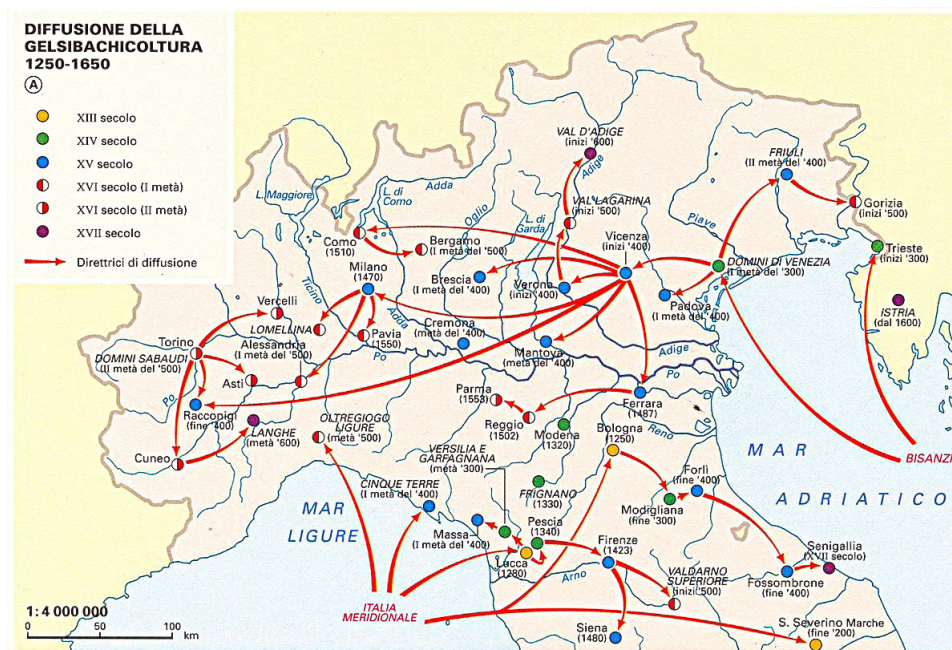 DIFFUSIONE DELLA
GELSIBACHICOLTURA
1250-1650
A
XIII secolo
XIV secolo
XV secolo
XVI secolo (I metà)
XVI secolo (II metà)
XVII secolo
Direttrici di diffusione
L. Maggiore
L. di
Como
Adda
Oglio
L. di
Garda
VAL D'ADIGE
(inizi '600)
Adige
VAL LAGARINA
(inizi '500)
FRIULI
(II metà del '400)
Piave
Gorizia
(inizi '500)
Trieste
(inizi '300)
DOMINI DI VENEZIA
(I metà del '300)
ISTRIA
(dal 1600)
Como
(1510)
Bergamo
(I metà del '500)
Vicenza
(inizi '400)
Milano
(1470)
Brescia
(I metà del '400)
Verona
(inizi '400)
Padova
(I metà del '400)
Ticino
Vercelli
LOMELLINA
Alessandria
(I metà del '500)
Adda
Pavia
(1550)
Cremona
(metà del '400)
Mantova
(metà del '400)
Adige
Po
Po
Torino
DOMINI SABAUDI
(II metà del '500)
Asti
Po
Racconigi
(fine '400)
LANGHE
(metà '600)
Cuneo
OLTREGIOGO
LIGURE
(metà '500)
Parma
(1553)
Reggio
(1502)
Modena
(1320)
Ferrara
(1487)
Bologna
(1250)
Reno
VERSILIA E
GARFAGNANA
(metà '300)
CINQUE TERRE
(I metà del '400)
FRIGNANO
(1330)
Forlì
(fine '400)
Modigliana
(fine '300)
MAR
ADRIATICO
BISANZI
MAR
LIGURE
Massa
(I metà del '400)
Pescia
(1340)
Lucca
(1280)
Arno
Firenze
(1423)
VALDARNO
SUPERIORE
(inizi '500)
Siena
(1480)
Senigallia
(XVII secolo)
Fossombrone
(fine '400)
S. Severino Marche
(fine '200)
ITALIA
MERIDIONALE
1:4 000 000
0 50 100
km